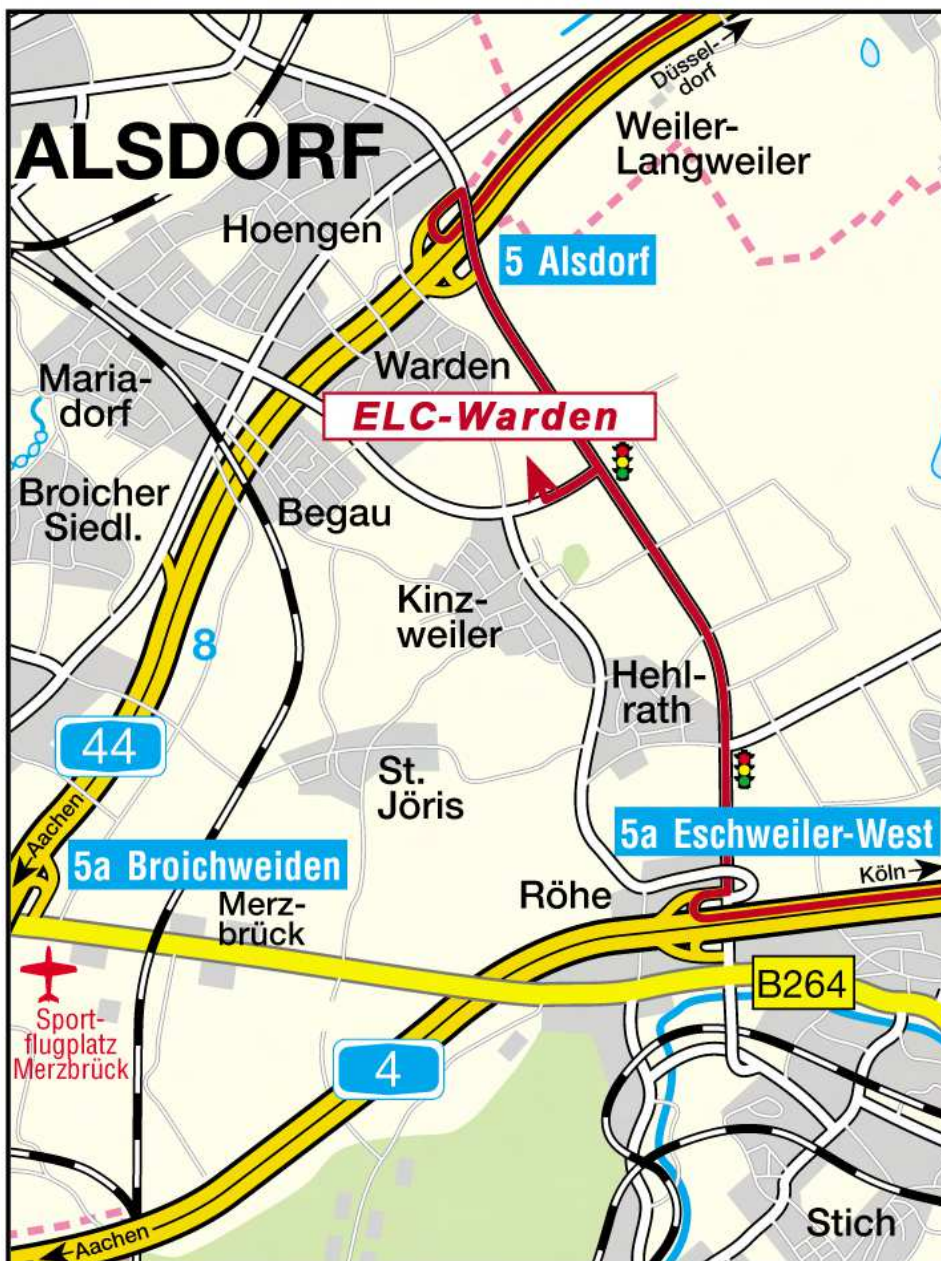 Düssel-
dorf
Weiler-
Langweiler
ALSDORF
Hoengen
5 Alsdorf
Warden
Maria-
dorf
ELC-Warden
Broicher
Siedl.
Begau
Kinz-
weiler
8
Hehl-
rath
44
St.
Jöris
Aachen
5a Broichweiden
5a Eschweiler-West
Köln
Röhe
Merz-
brück
B264
Sport-
flugplatz
Merzbrück
4
Stich
Aachen